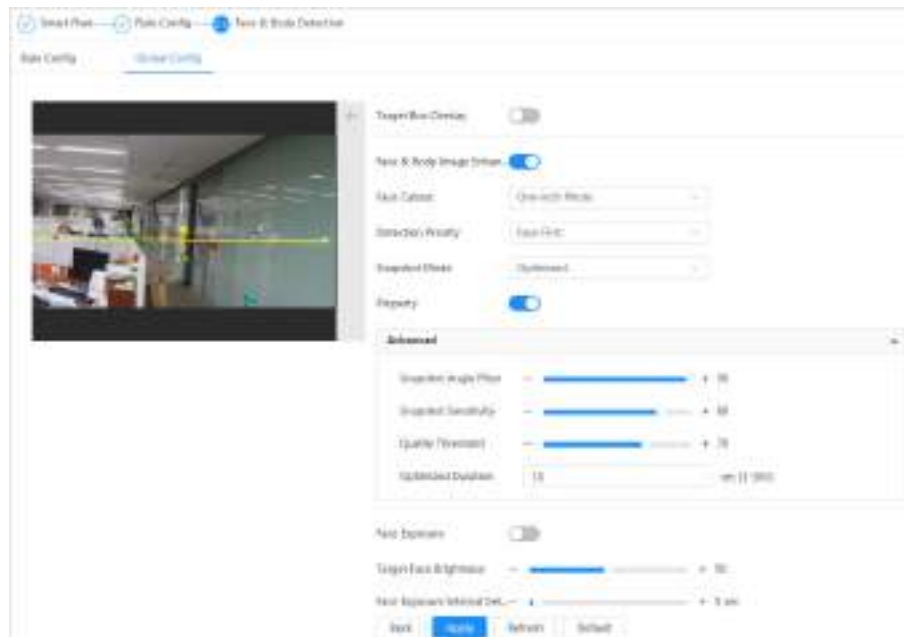 Smart Plan Rule Config Face & Body Detection
Rule Config Global Config
Target Box Overlay
Face & Body Image Enhan...
Face Cutout One-inch Photo
Detection Priority Face First
Snapshot Mode Optimized
Property
Advanced
Snapshot Angle Filter
Snapshot Sensitivity
Quality Threshold
Optimized Duration
Face Exposure
Target Face Brightness 50
Face Exposure Interval Det...
Back Apply Refresh Default